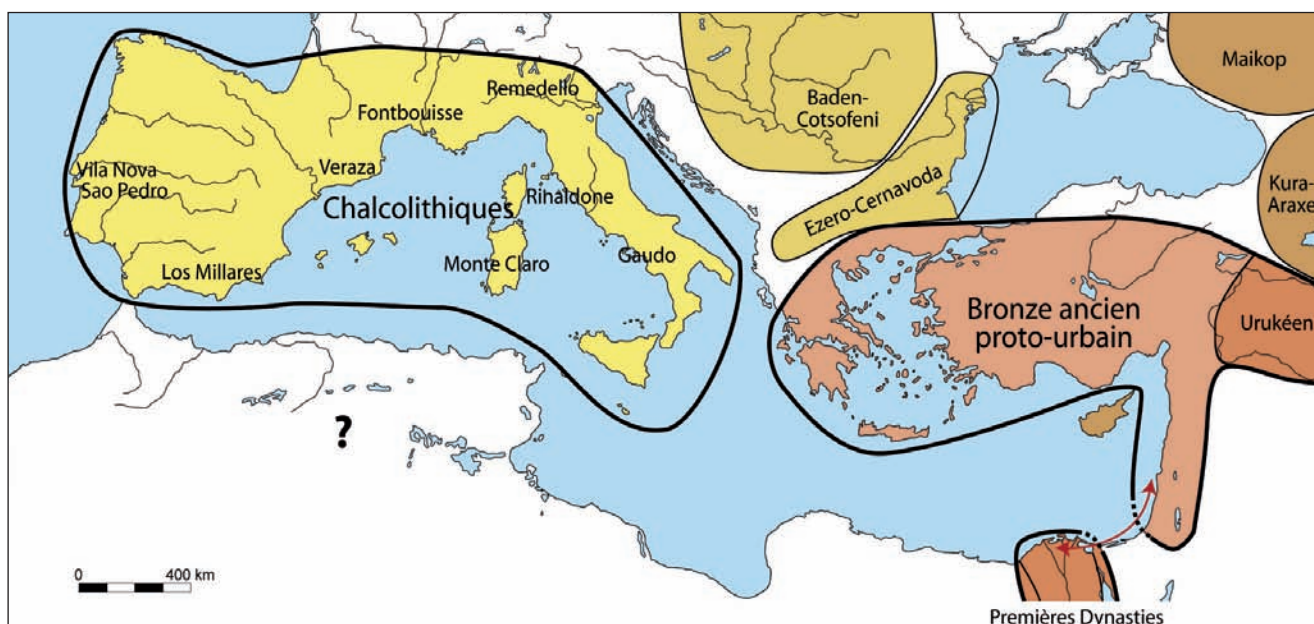 Maikop
Baden-
Cotsofeni
Remedello
Fontbouisse
Vila Nova
Sao Pedro
Veraza
Chalcolithiques
Rinaldone
Ezero-Cernavoda
Kura-
Araxe
Los Millares
Monte Claro
Gaudo
Bronze ancien
proto-urbain
Urukéen
?
0
400 km
Premières Dynasties